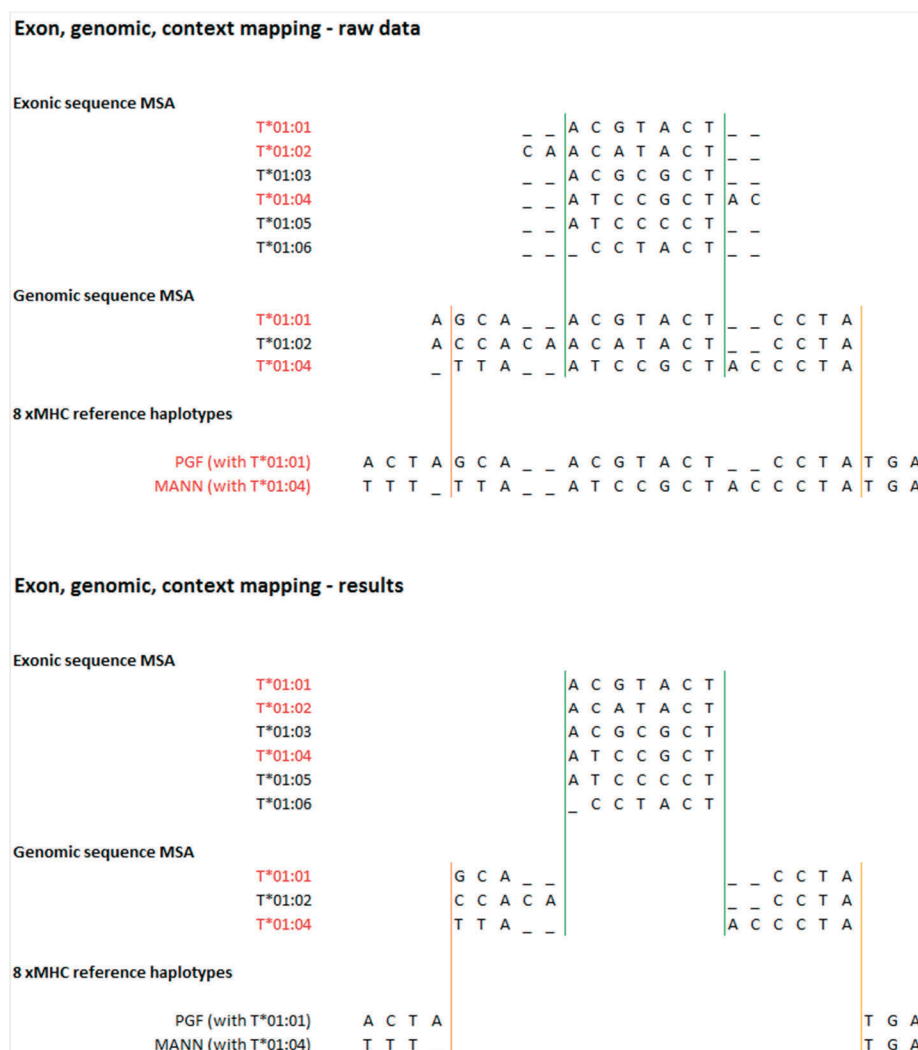 Exon, genomic, context mapping - raw data
Exonic sequence MSA
T*01:01 _ _ A C G T A C T _ _
T*01:02 C A A C A T A C T _ _
T*01:03 _ _ A C G C G C T _ _
T*01:04 _ _ A T C C G C T A C
T*01:05 _ _ A T C C C C T _ _
T*01:06 _ _ _ C C T A C T _ _
Genomic sequence MSA
T*01:01 A G C A _ _ A C G T A C T _ _ C C T A
T*01:02 A C C A C A A C A T A C T _ _ C C T A
T*01:04 _ T T A _ _ A T C C G C T A C C C T A
8 xMHC reference haplotypes
PGF (with T*01:01) A C T A G C A _ _ A C G T A C T _ _ C C T A T G A
MANN (with T*01:04) T T T _ T T A _ _ A T C C G C T A C C C T A T G A
Exon, genomic, context mapping - results
Exonic sequence MSA
T*01:01 A C G T A C T
T*01:02 A C A T A C T
T*01:03 A C G C G C T
T*01:04 A T C C G C T
T*01:05 A T C C C C T
T*01:06 _ C C T A C T
Genomic sequence MSA
T*01:01 G C A _ _ _ _ C C T A
T*01:02 C C A C A _ _ C C T A
T*01:04 T T A _ _ A C C C T A
8 xMHC reference haplotypes
PGF (with T*01:01) A C T A T G A
MANN (with T*01:04) T T T _ T G A